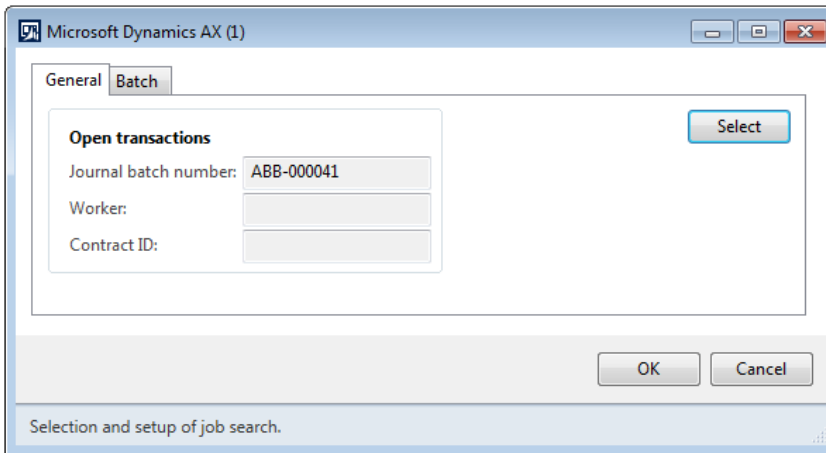 Microsoft Dynamics AX (1)
General Batch
Open transactions
Select
Journal batch number: ABB-000041
Worker:
Contract ID:
OK Cancel
Selection and setup of job search.